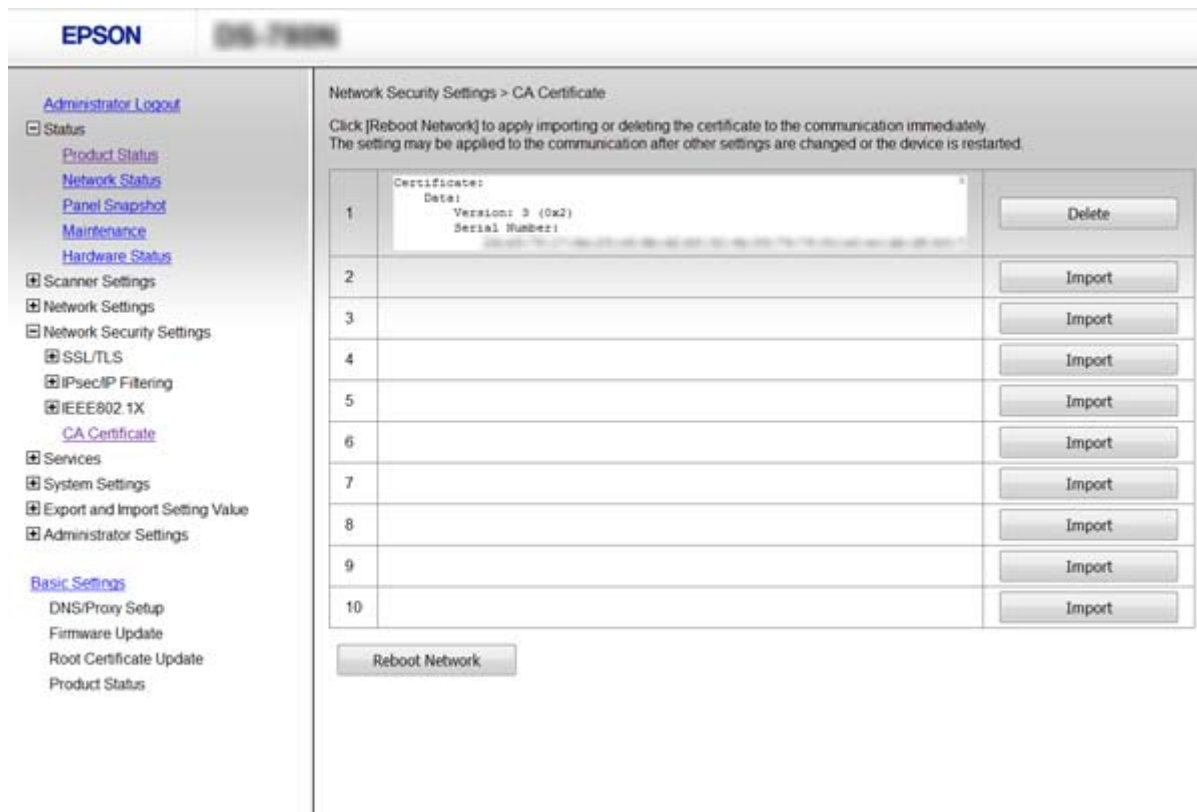 EPSON
Administrator Logout
Status
Product Status
Network Status
Panel Snapshot
Maintenance
Hardware Status
Scanner Settings
Network Settings
Network Security Settings
SSL/TLS
IPsec/IP Filtering
IEEE802.1X
CA Certificate
Services
System Settings
Export and Import Setting Value
Administrator Settings
Basic Settings
DNS/Proxy Setup
Firmware Update
Root Certificate Update
Product Status
Network Security Settings > CA Certificate
Click [Reboot Network] to apply importing or deleting the certificate to the communication immediately.
The setting may be applied to the communication after other settings are changed or the device is restarted.
Certificate:
Data:
Version: 3 (0x2)
Serial Number:
1 Delete
2 Import
3 Import
4 Import
5 Import
6 Import
7 Import
8 Import
9 Import
10 Import
Reboot Network